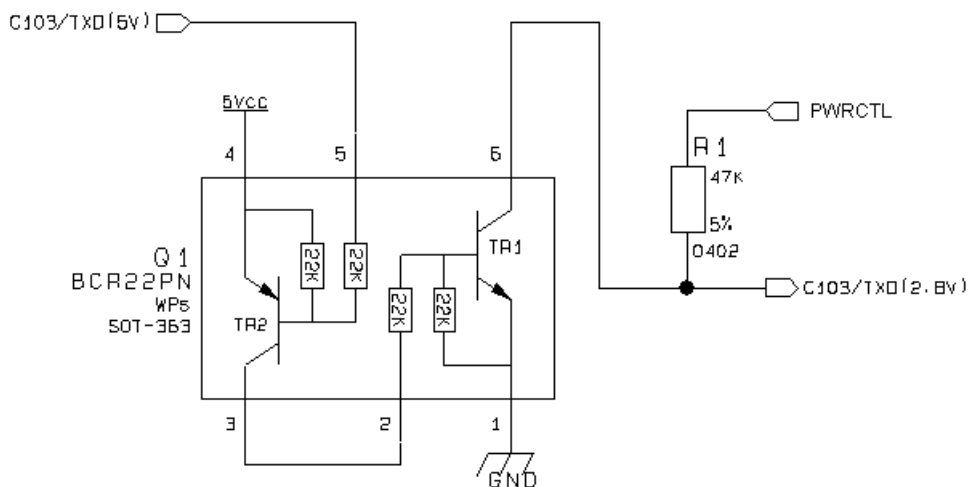 C103/TXD(5V)
5VCC
4
5
6
PWRCTL
R1
47K
5%
0402
Q1
BCR22PN
WPs
SOT-363
22K
22K
22K
22K
TR1
TR2
C103/TXD(2.8V)
3
2
1
GND